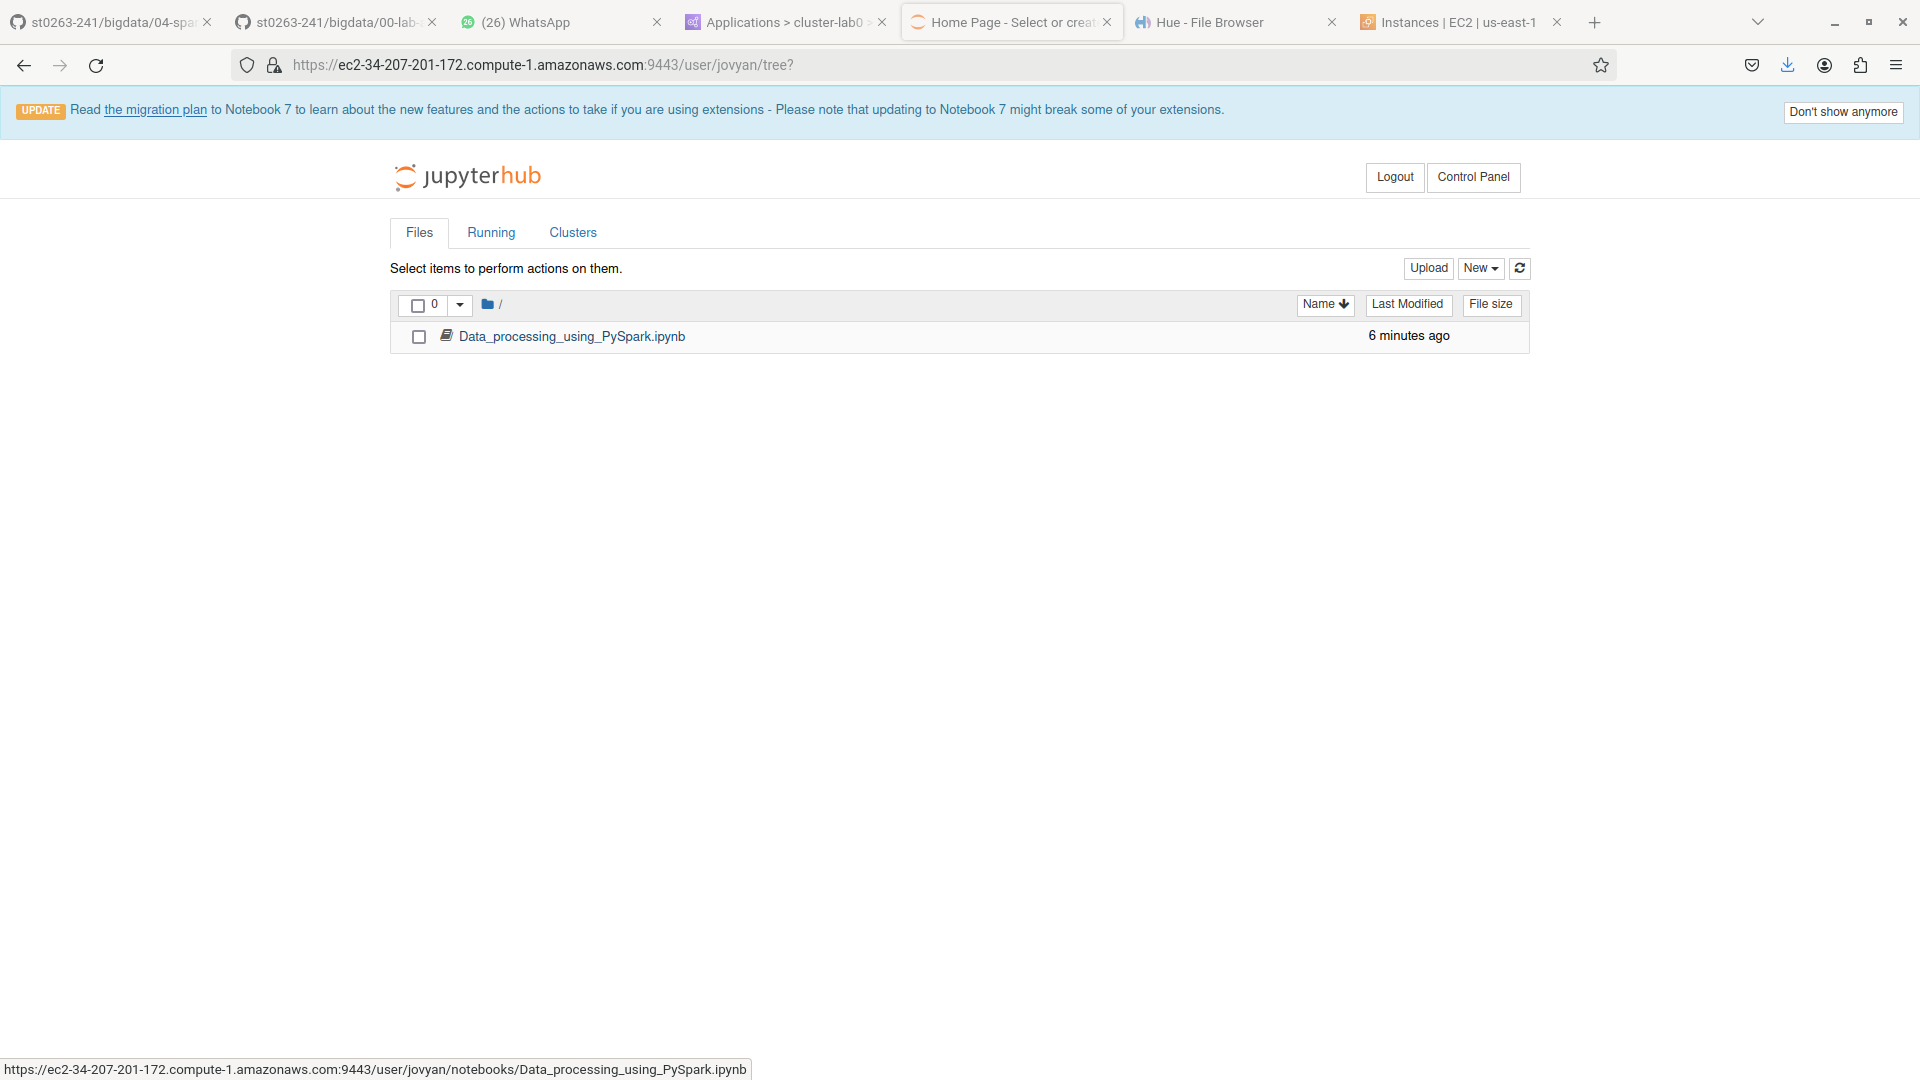 st0263-241/bigdata/04-spa
st0263-241/bigdata/00-lab-
26
(26) WhatsApp
Applications > cluster-lab0 >
Home Page - Select or creat
Hue - File Browser
Instances | EC2 | us-east-1
https://ec2-34-207-201-172.compute-1.amazonaws.com:9443/user/jovyan/tree?
UPDATE Read the migration plan to Notebook 7 to learn about the new features and the actions to take if you are using extensions - Please note that updating to Notebook 7 might break some of your extensions.
Don't show anymore
jupyterhub
Logout
Control Panel
Files
Running
Clusters
Select items to perform actions on them.
Upload
New
0
/
Name
Last Modified
File size
Data_processing_using_PySpark.ipynb
6 minutes ago
https://ec2-34-207-201-172.compute-1.amazonaws.com:9443/user/jovyan/notebooks/Data_processing_using_PySpark.ipynb